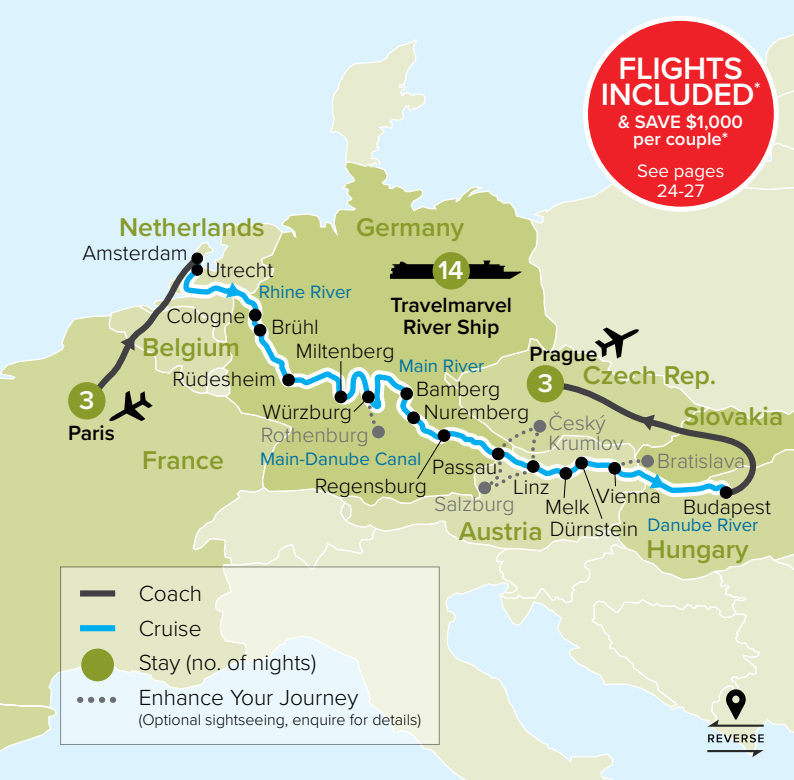 FLIGHTS
INCLUDED*
& SAVE $1,000
per couple*
See pages
24-27
Netherlands
Germany
Amsterdam
Utrecht
14
Rhine River
Travelmarvel
River Ship
Cologne
Brühl
Belgium
Miltenberg
Prague
Main River
Rüdesheim
3
Czech Rep.
3
Bamberg
Paris
Würzburg
Nuremberg
Slovakia
Rothenburg
Český
Krumlov
France
Main-Danube Canal
Passau
Bratislava
Regensburg
Linz
Vienna
Salzburg
Melk
Budapest
Austria
Dürnstein
Danube River
Hungary
Coach
Cruise
Stay (no. of nights)
Enhance Your Journey
(Optional sightseeing, enquire for details)
REVERSE